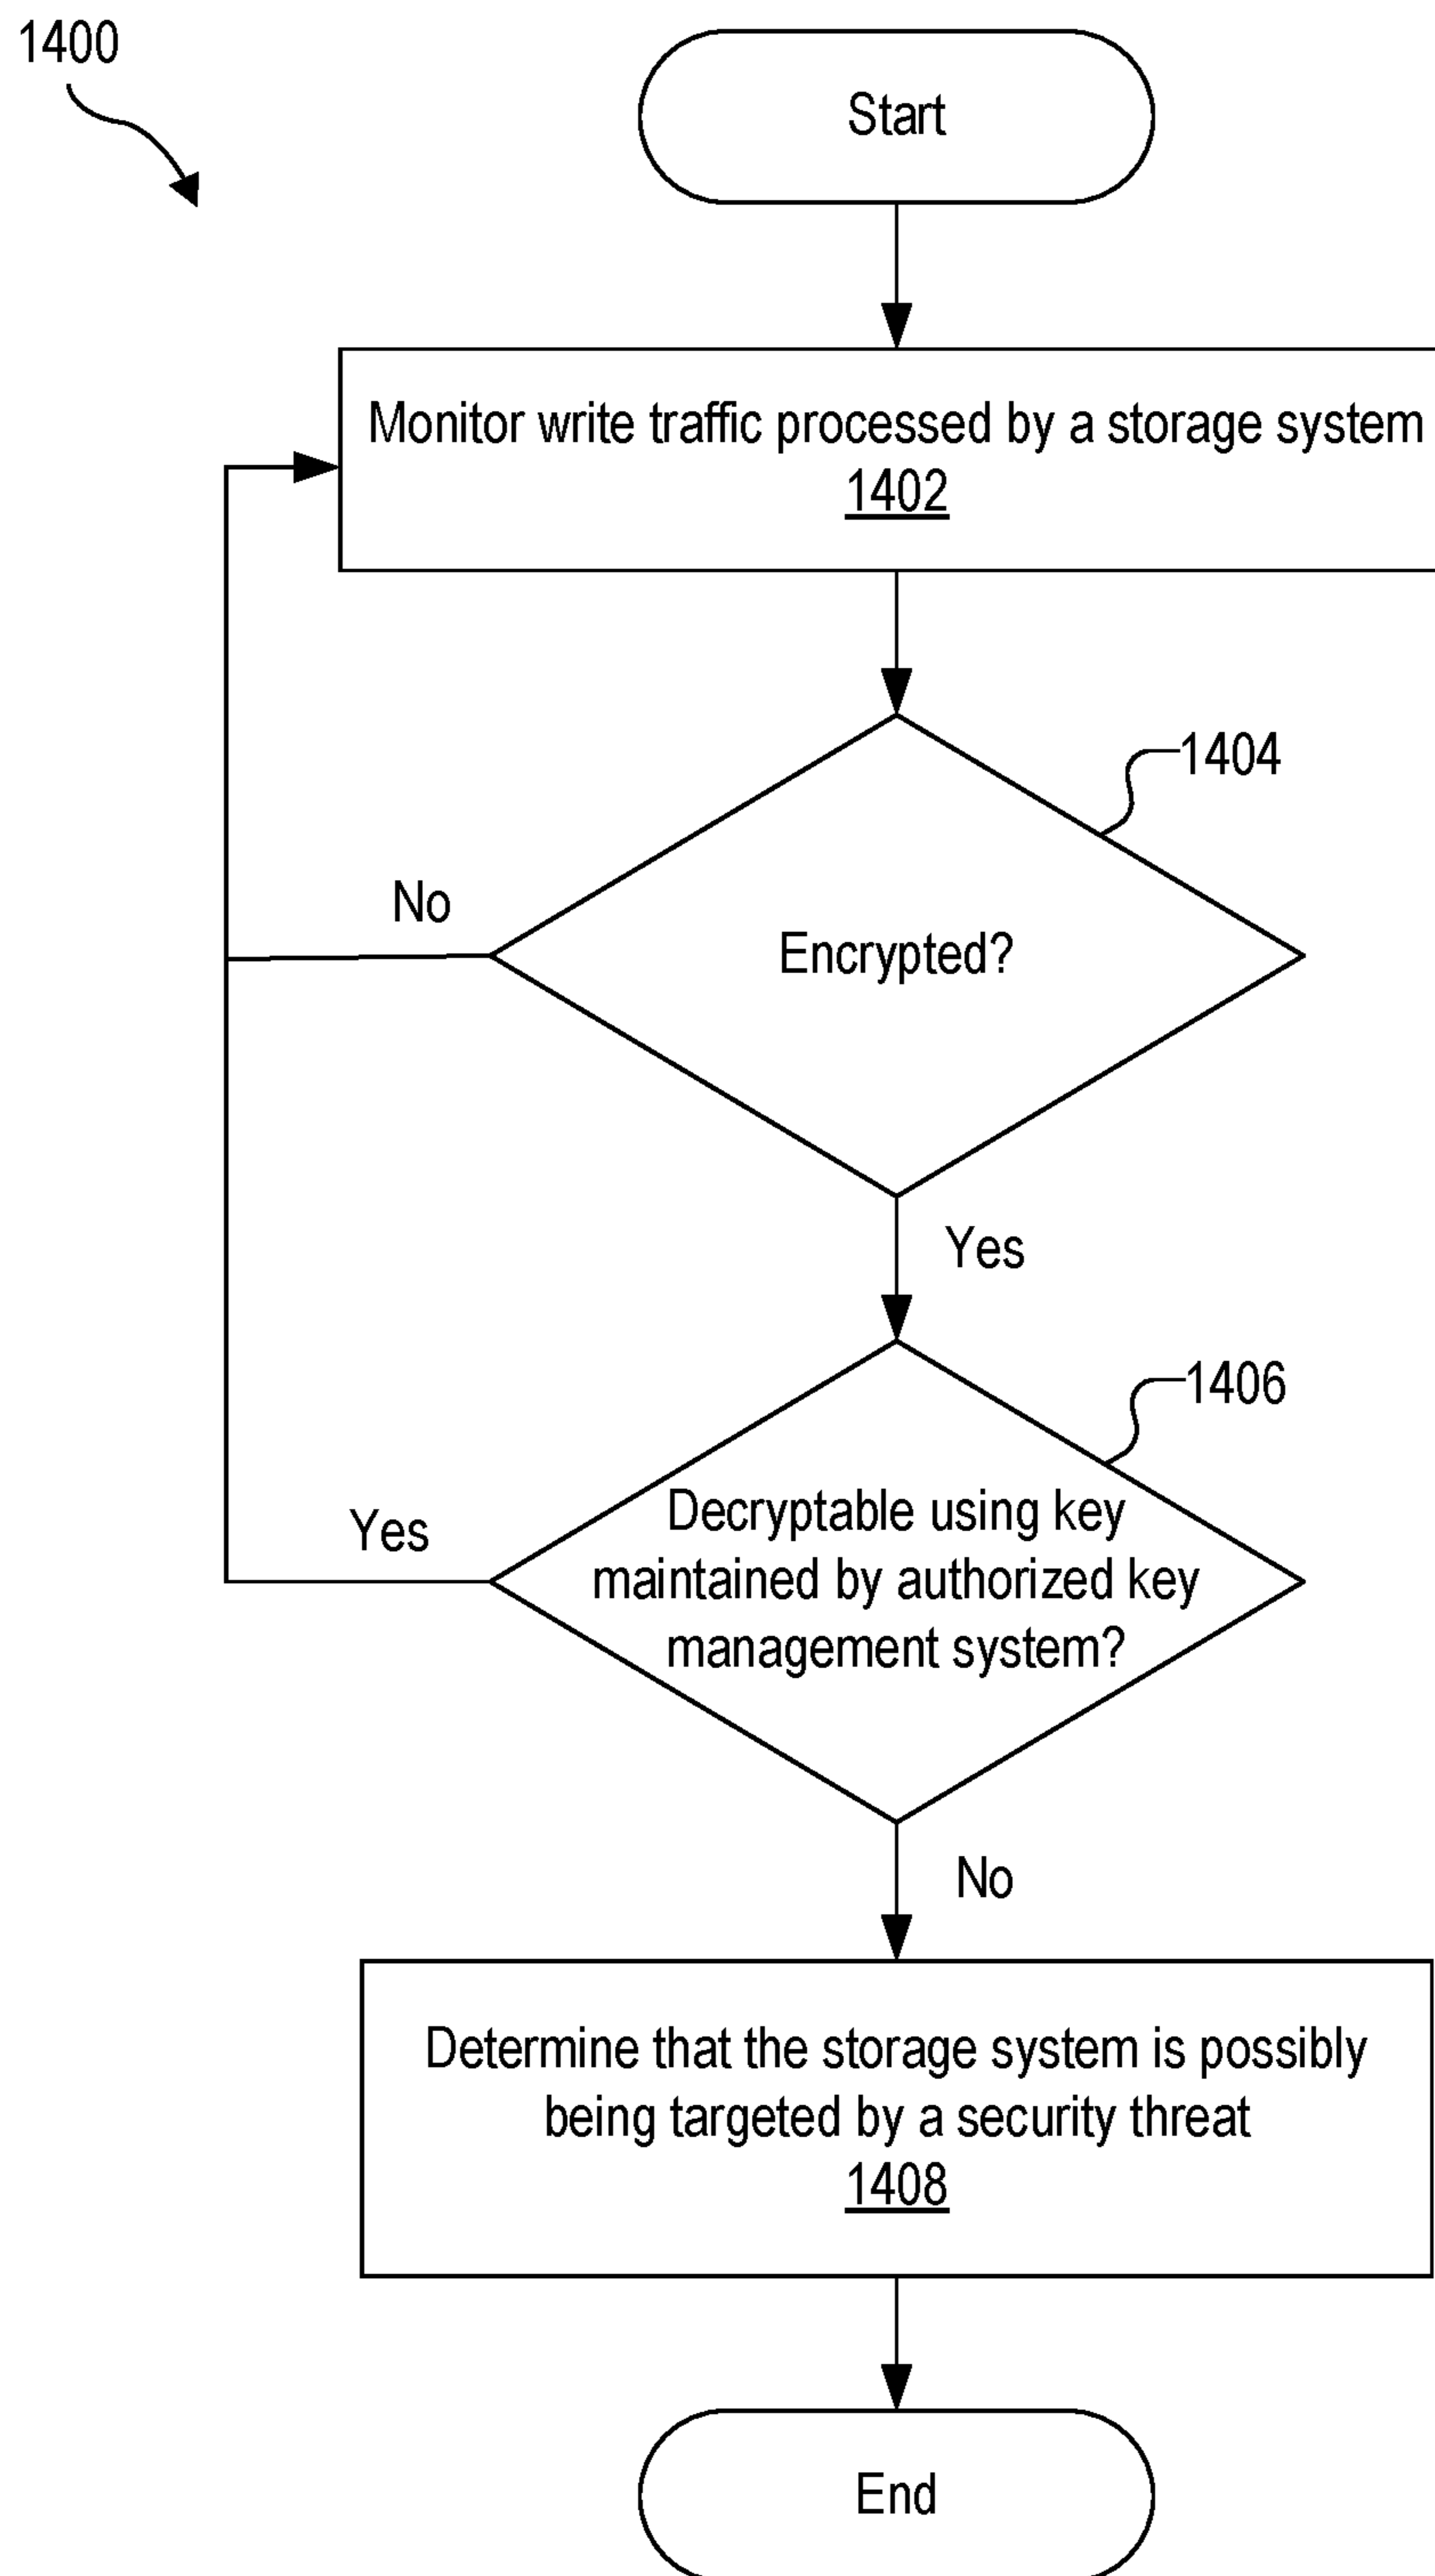 1400
Start
Monitor write traffic processed by a storage system
1402
1404
No
Encrypted?
Yes
1406
Yes
Decryptable using key
maintained by authorized key
management system?
No
Determine that the storage system is possibly
being targeted by a security threat
1408
End